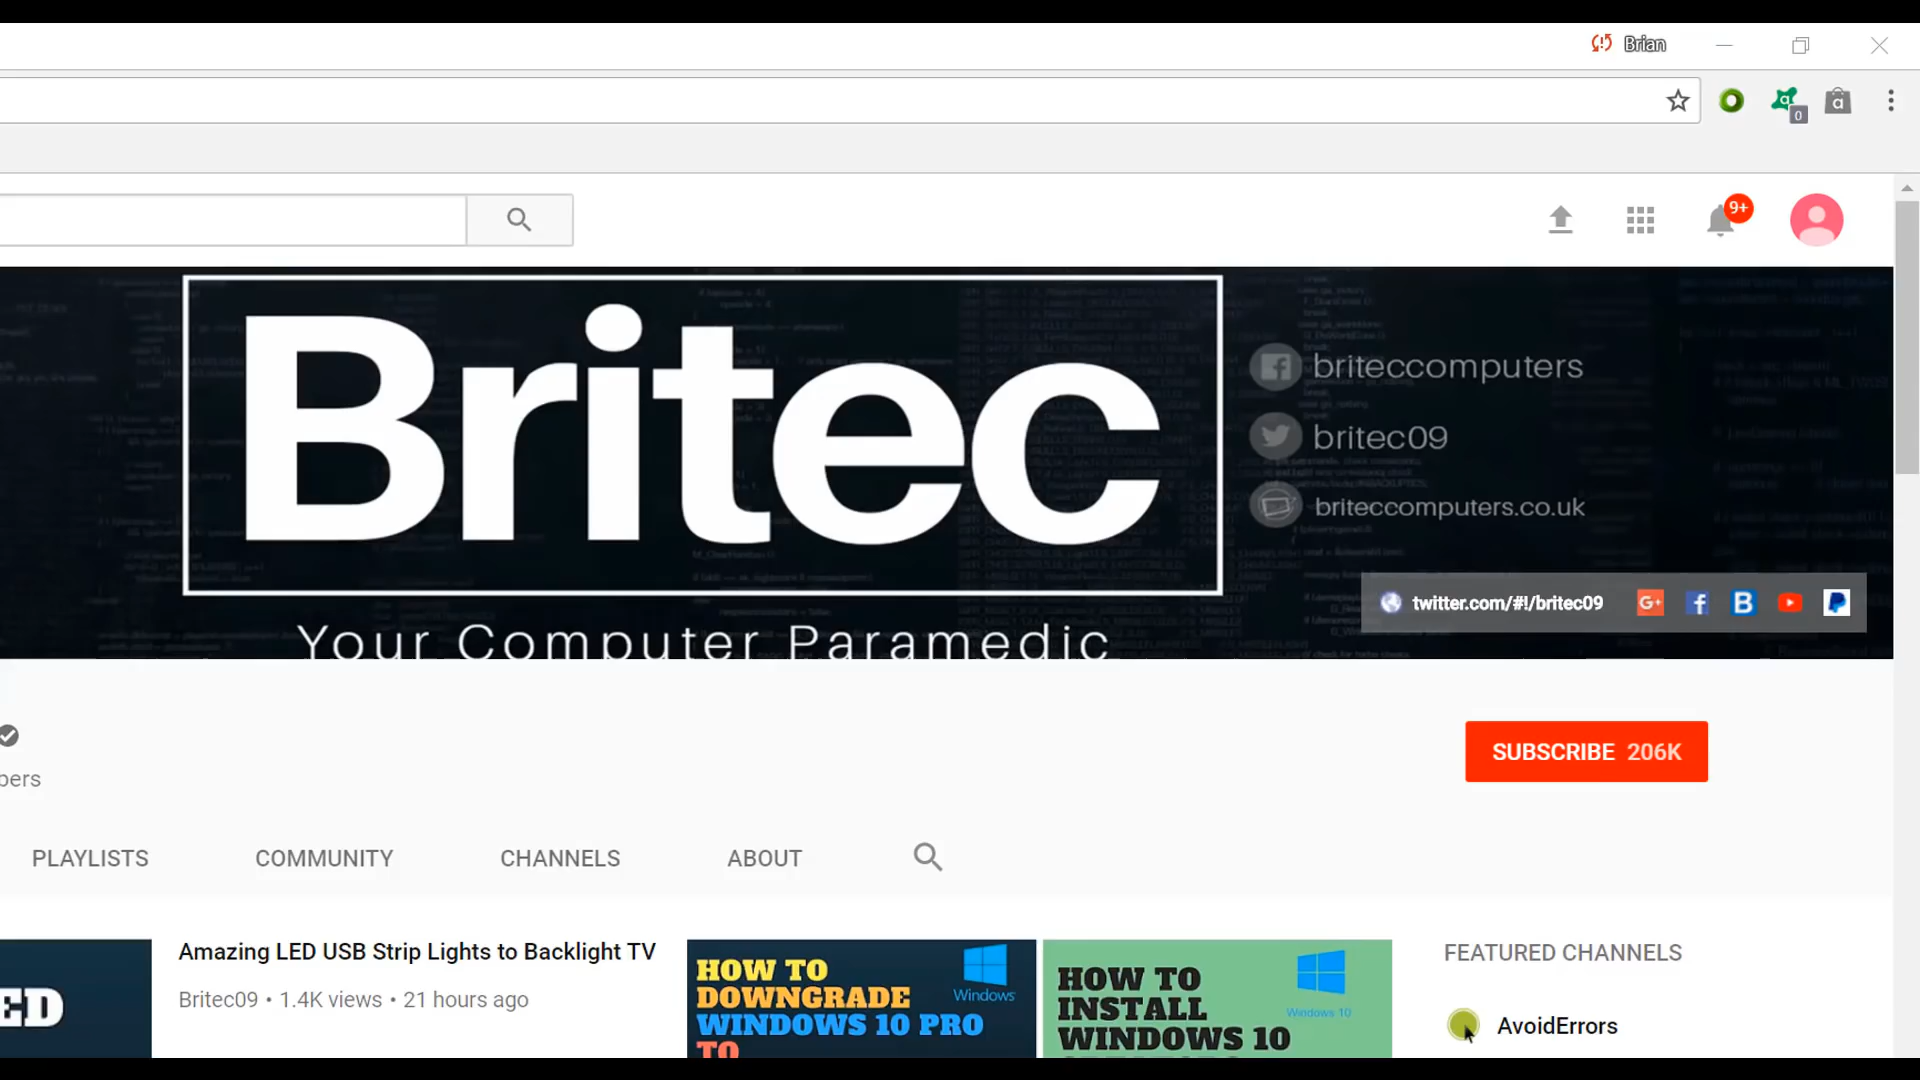 Brian
0
9+
Britec
briteccomputers
britec09
briteccomputers.co.uk
twitter.com/#!/britec09
Your Computer Paramedic
SUBSCRIBE 206K
bers
PLAYLISTS
COMMUNITY
CHANNELS
ABOUT
Amazing LED USB Strip Lights to Backlight TV
Britec09 • 1.4K views • 21 hours ago
ED
HOW TO
DOWNGRADE
WINDOWS 10 PRO
TO
Windows
HOW TO
INSTALL
WINDOWS 10
Windows 10
FEATURED CHANNELS
AvoidErrors